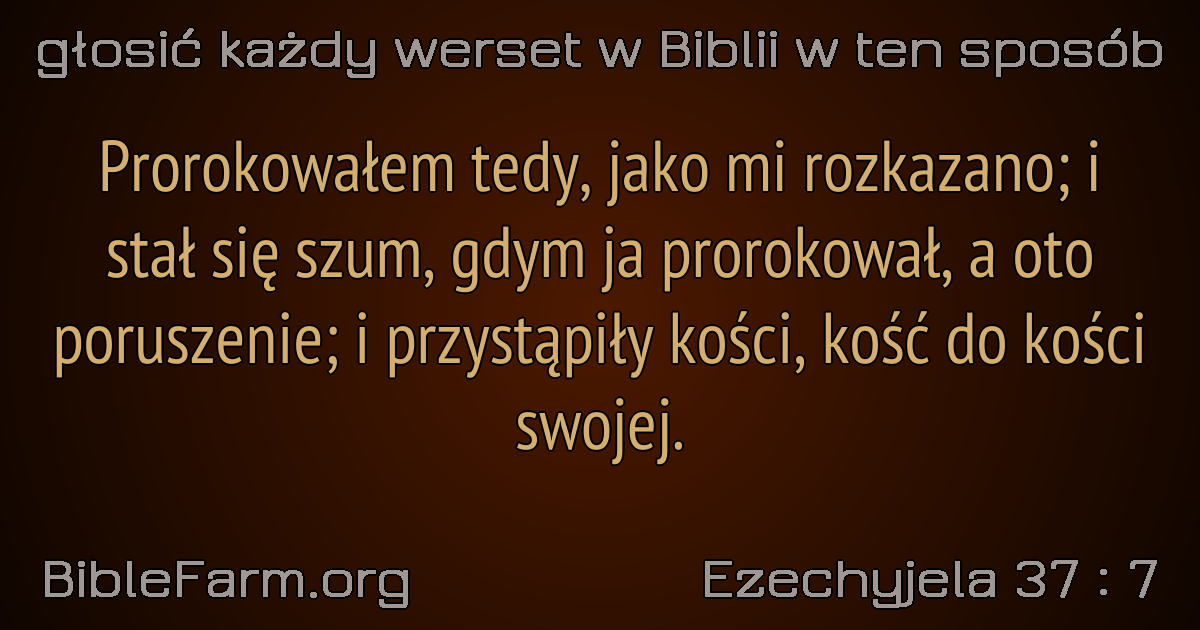 głosić każdy werset w Biblii w ten sposób
Prorokowałem tedy, jako mi rozkazano; i
stał się szum, gdym ja prorokował, a oto
poruszenie; i przystąpiły kości, kość do kości
swojej.
BibleFarm.org
Ezechyjela 37 : 7